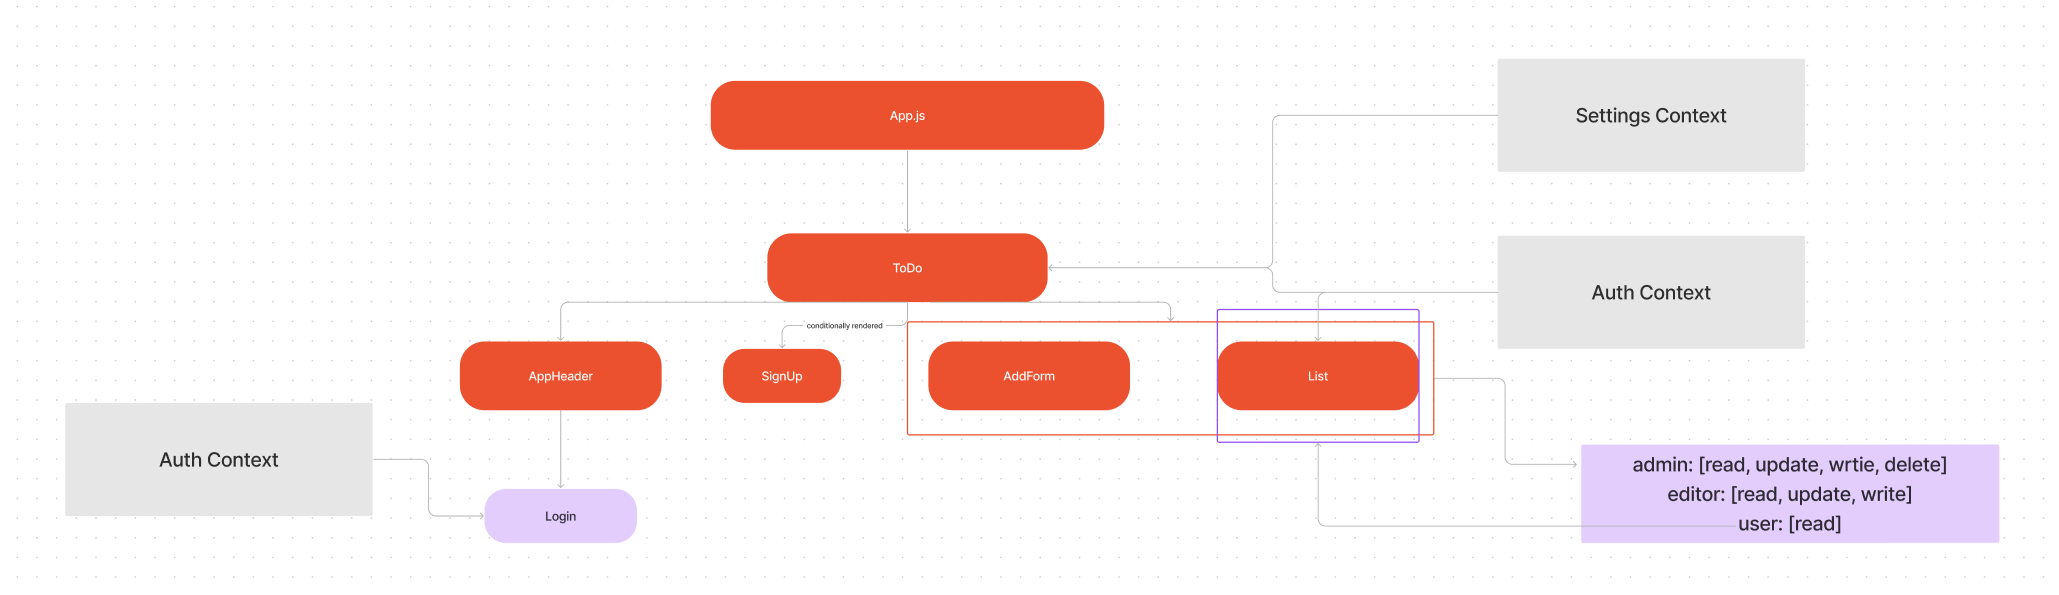 App.js
Settings Context
ToDo
Auth Context
conditionally rendered
AppHeader
SignUp
AddForm
List
Auth Context
Login
admin: [read, update, wrtie, delete]
editor: [read, update, write]
user: [read]